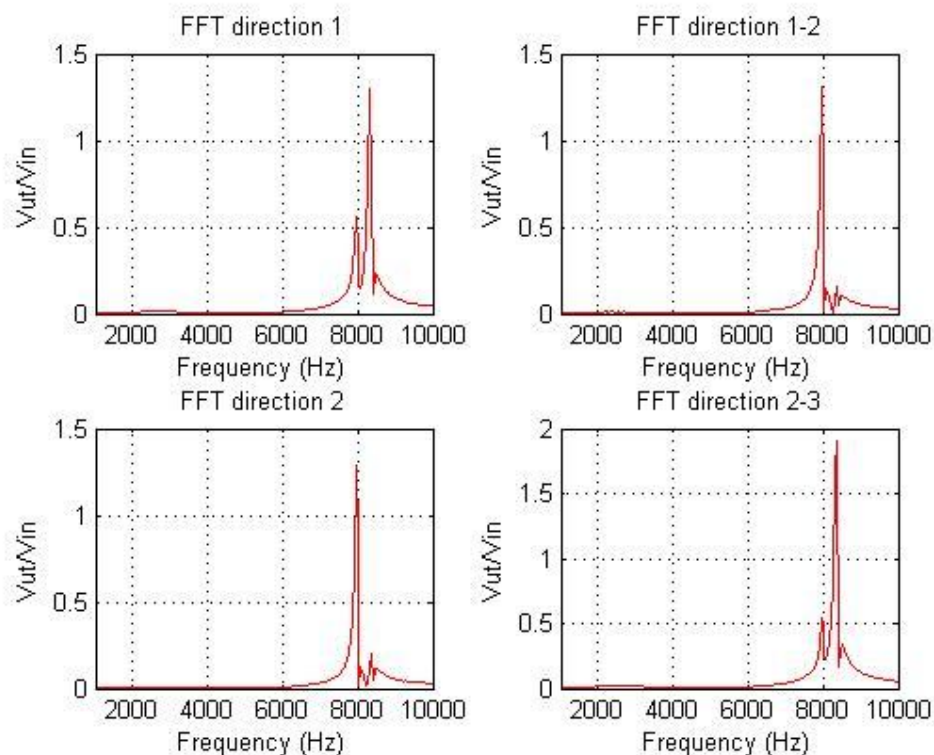 FFT direction 1
1.5
1
0.5
0
Vut/Vin
2000 4000 6000 8000 10000
Frequency (Hz)
FFT direction 1-2
1.5
1
0.5
0
Vut/Vin
2000 4000 6000 8000 10000
Frequency (Hz)
FFT direction 2
1.5
1
0.5
0
Vut/Vin
2000 4000 6000 8000 10000
Frequency (Hz)
FFT direction 2-3
2
1.5
1
0.5
0
Vut/Vin
2000 4000 6000 8000 10000
Frequency (Hz)